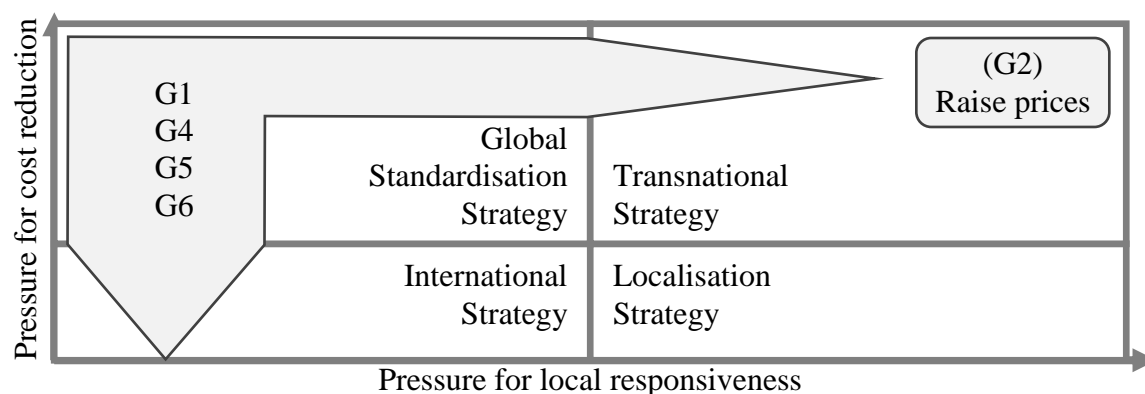 Pressure for cost reduction
G1
G4
G5
G6
(G2)
Raise prices
Global
Standardisation
Strategy
Transnational
Strategy
International
Strategy
Localisation
Strategy
Pressure for local responsiveness